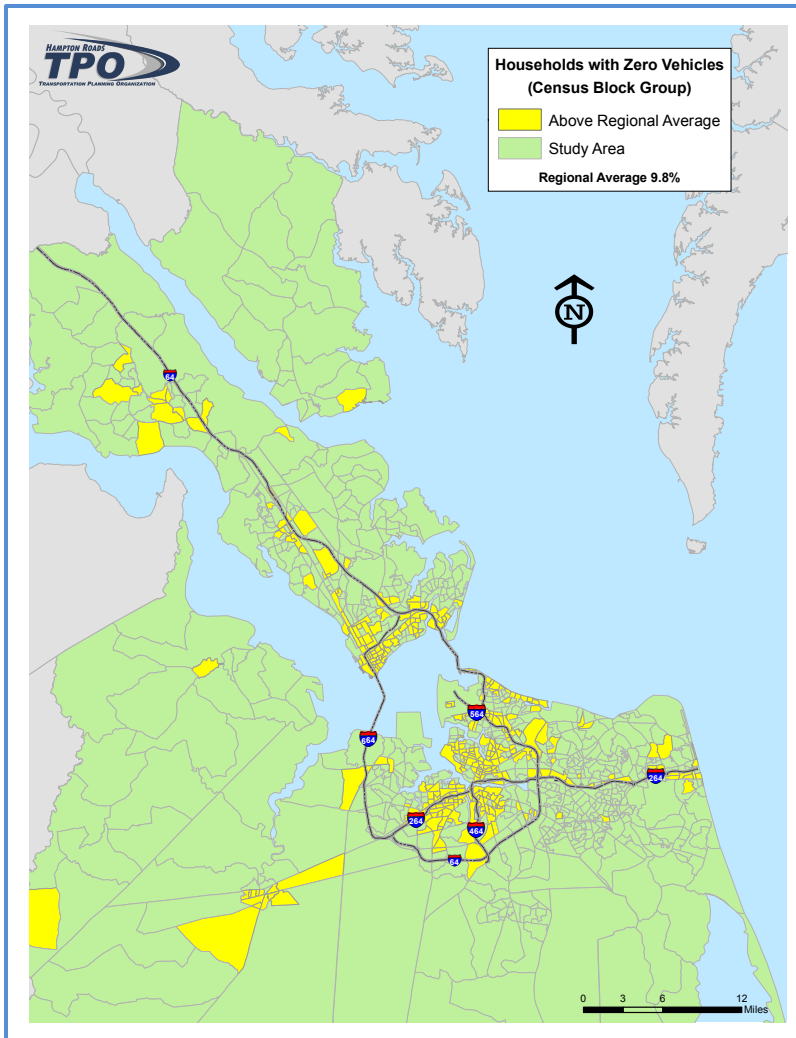 HAMPTON ROADS
TPO
TRANSPORTATION PLANNING ORGANIZATION
Households with Zero Vehicles
(Census Block Group)
Above Regional Average
Study Area
Regional Average 9.8%
N
64
564
664
264
264
464
64
0 3 6 12
Miles